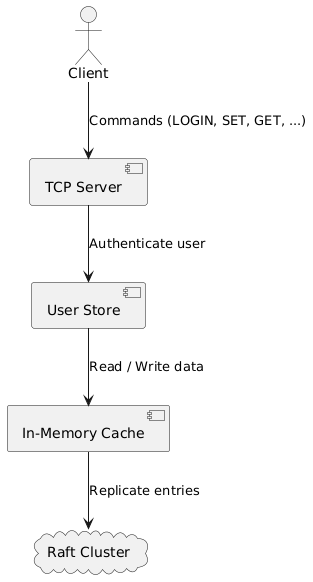 Client
Commands (LOGIN, SET, GET, ...)
TCP Server
Authenticate user
User Store
Read / Write data
In-Memory Cache
Replicate entries
Raft Cluster